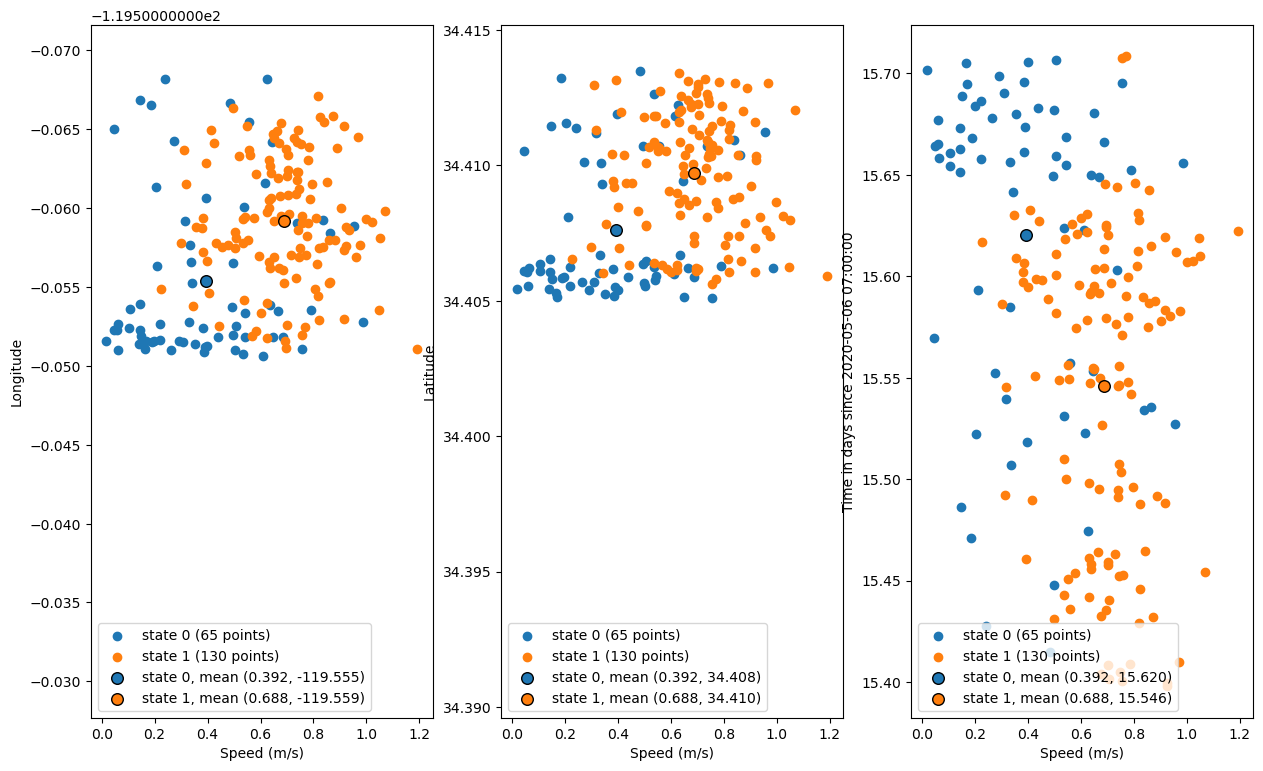 −1.1950000000e2
−0.070
−0.065
−0.060
−0.055
−0.050
−0.045
−0.040
−0.035
−0.030
Longitude
0.0 0.2 0.4 0.6 0.8 1.0 1.2
Speed (m/s)
state 0 (65 points)
state 1 (130 points)
state 0, mean (0.392, -119.555)
state 1, mean (0.688, -119.559)
34.415
34.410
34.405
34.400
34.395
34.390
Latitude
0.0 0.2 0.4 0.6 0.8 1.0 1.2
Speed (m/s)
state 0 (65 points)
state 1 (130 points)
state 0, mean (0.392, 34.408)
state 1, mean (0.688, 34.410)
15.70
15.65
15.60
15.55
15.50
15.45
15.40
Time in days since 2020-05-06 07:00:00
0.0 0.2 0.4 0.6 0.8 1.0 1.2
Speed (m/s)
state 0 (65 points)
state 1 (130 points)
state 0, mean (0.392, 15.620)
state 1, mean (0.688, 15.546)